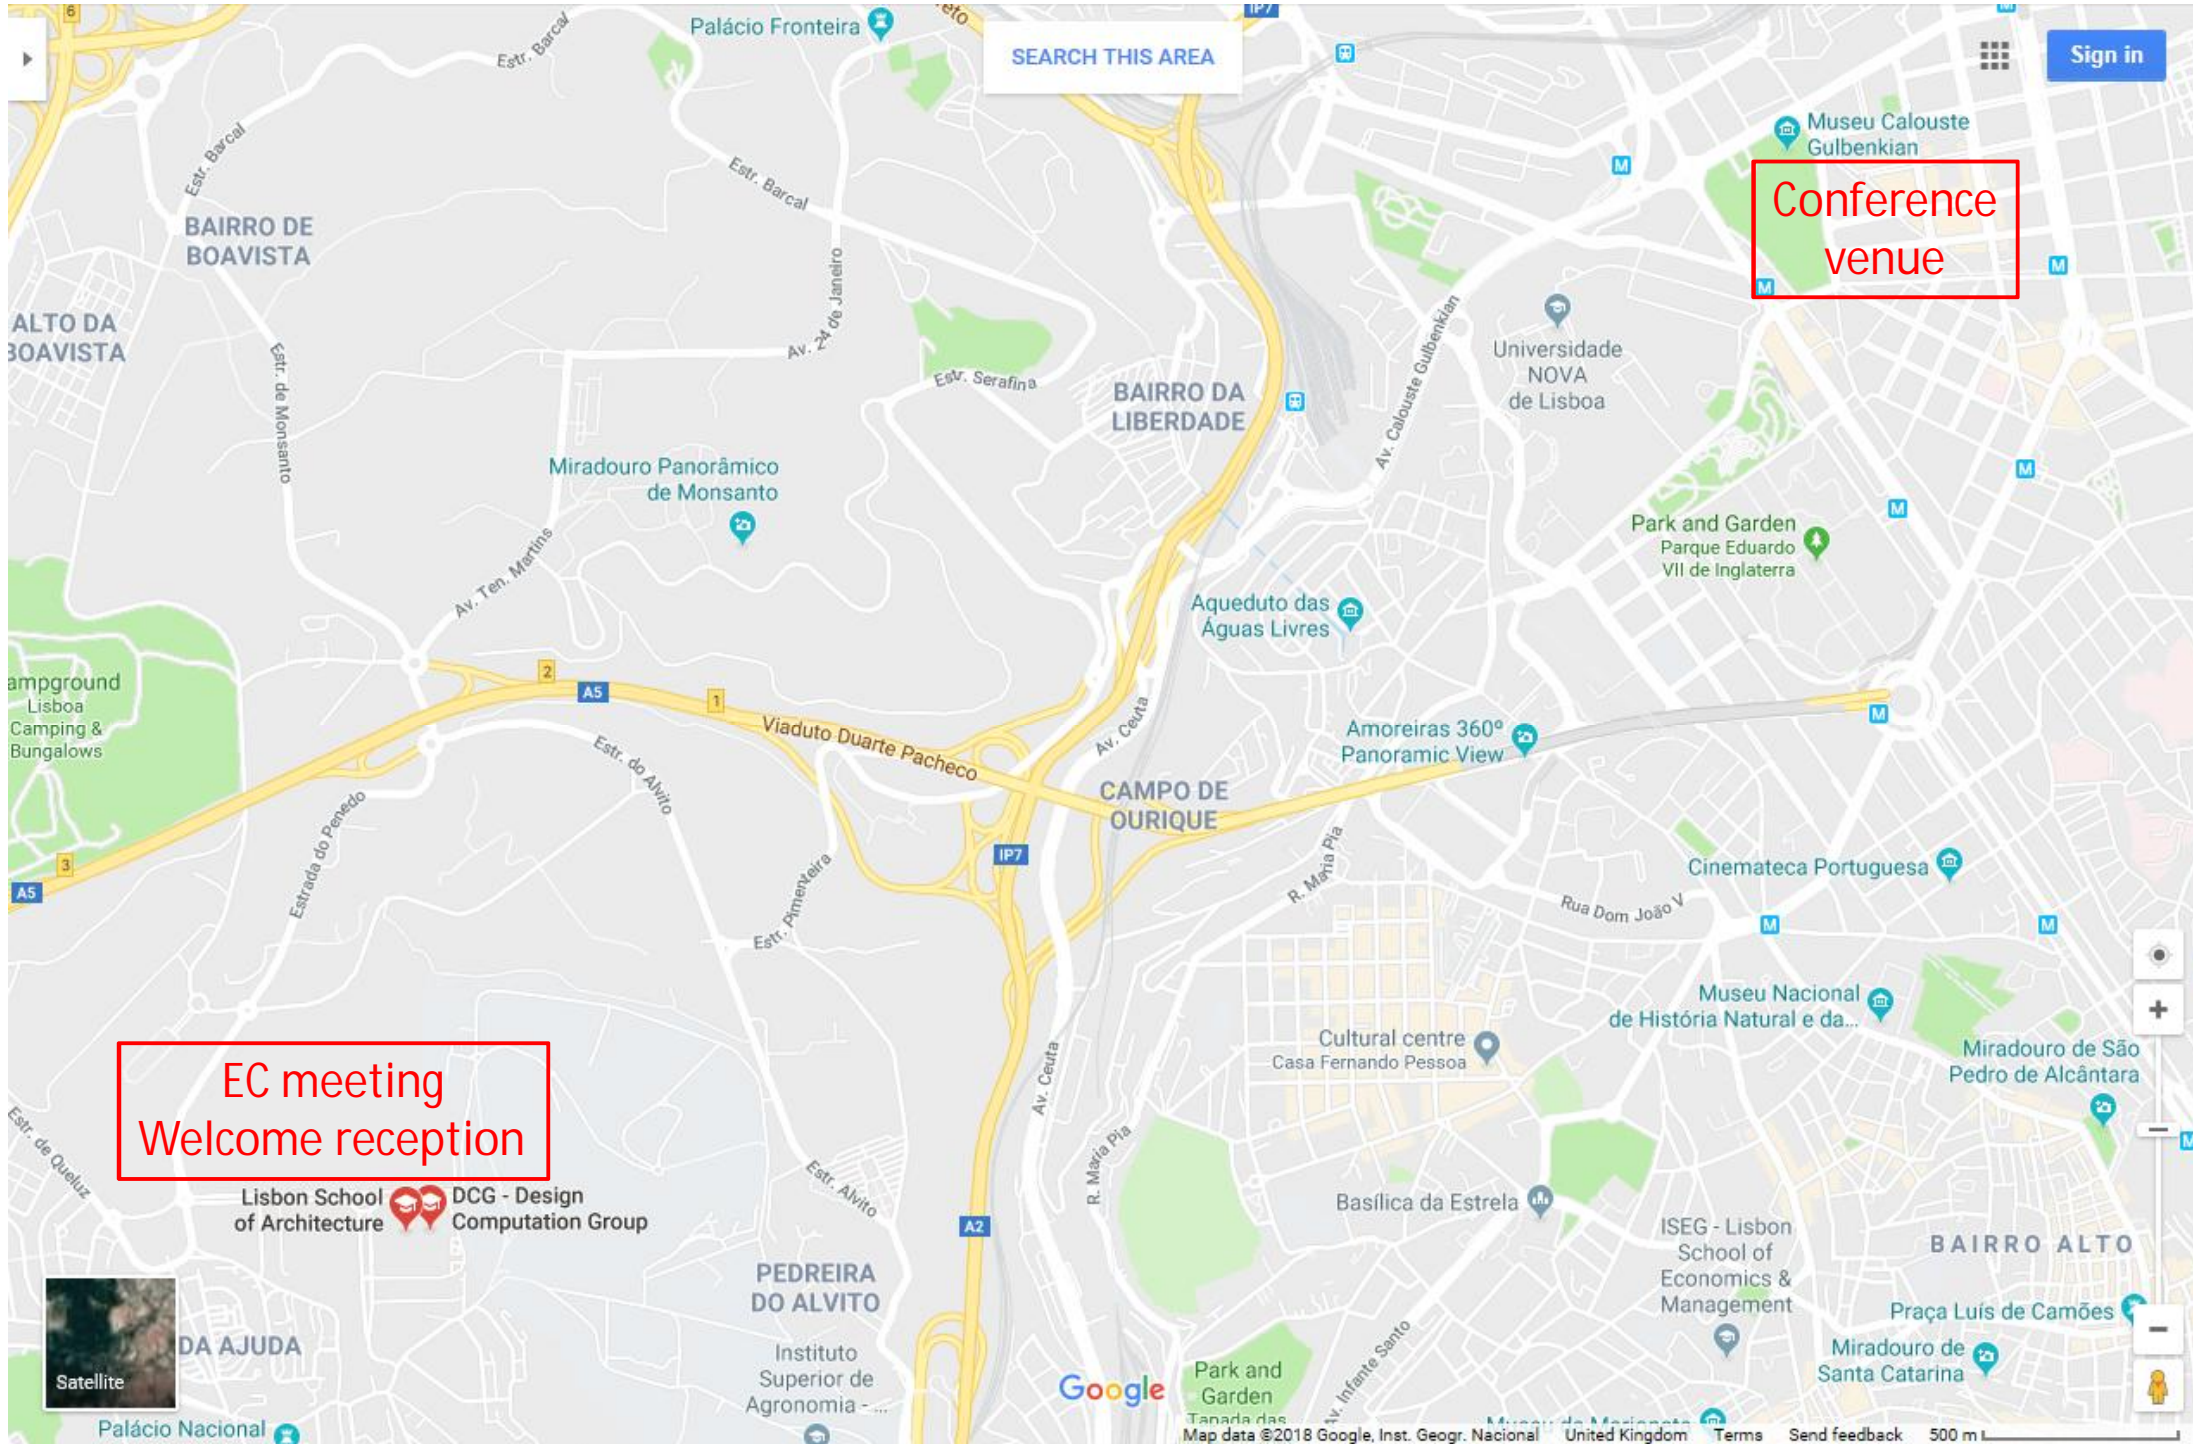 6
Estr. Barcal
Palácio Fronteira
IP7
M
SEARCH THIS AREA
Sign in
Museu Calouste
Gulbenkian
M
Conference
venue
M
M
Estr. Barcal
Estr. Barcal
BAIRRO DE
BOAVISTA
Av. 24 de Janeiro
ALTO DA
BOAVISTA
Estr. de Monsanto
Estr. Serafina
BAIRRO DA
LIBERDADE
Av. Calouste Gulbenkian
Universidade
NOVA
de Lisboa
Miradouro Panorâmico
de Monsanto
M
M
Park and Garden
Parque Eduardo
VII de Inglaterra
Av. Ten. Martins
Aqueduto das
Águas Livres
ampground
Lisboa
Camping &
Bungalows
2
A5
1
Viaduto Duarte Pacheco
Av. Ceuta
M
Amoreiras 360º
Panoramic View
Estr. do Alvito
CAMPO DE
OURIQUE
Estrada do Penedo
3
A5
IP7
Estr. Pimenteira
R. Maria Pia
Cinemateca Portuguesa
Rua Dom João V
M
M
Museu Nacional
de História Natural e da...
Cultural centre
Casa Fernando Pessoa
Miradouro de São
Pedro de Alcântara
EC meeting
Welcome reception
Av. Ceuta
Estr. de Queluz
R. Maria Pia
M
Lisbon School
of Architecture
DCG - Design
Computation Group
Estr. Alvito
A2
Basílica da Estrela
ISEG - Lisbon
School of
Economics &
Management
BAIRRO ALTO
PEDREIRA
DO ALVITO
Praça Luís de Camões
DA AJUDA
Instituto
Superior de
Agronomia - ...
Miradouro de
Santa Catarina
Satellite
Google
Park and
Garden
Tapada das
Av. Infante Santo
Palácio Nacional
Map data ©2018 Google, Inst. Geogr. Nacional United Kingdom Terms Send feedback 500 m